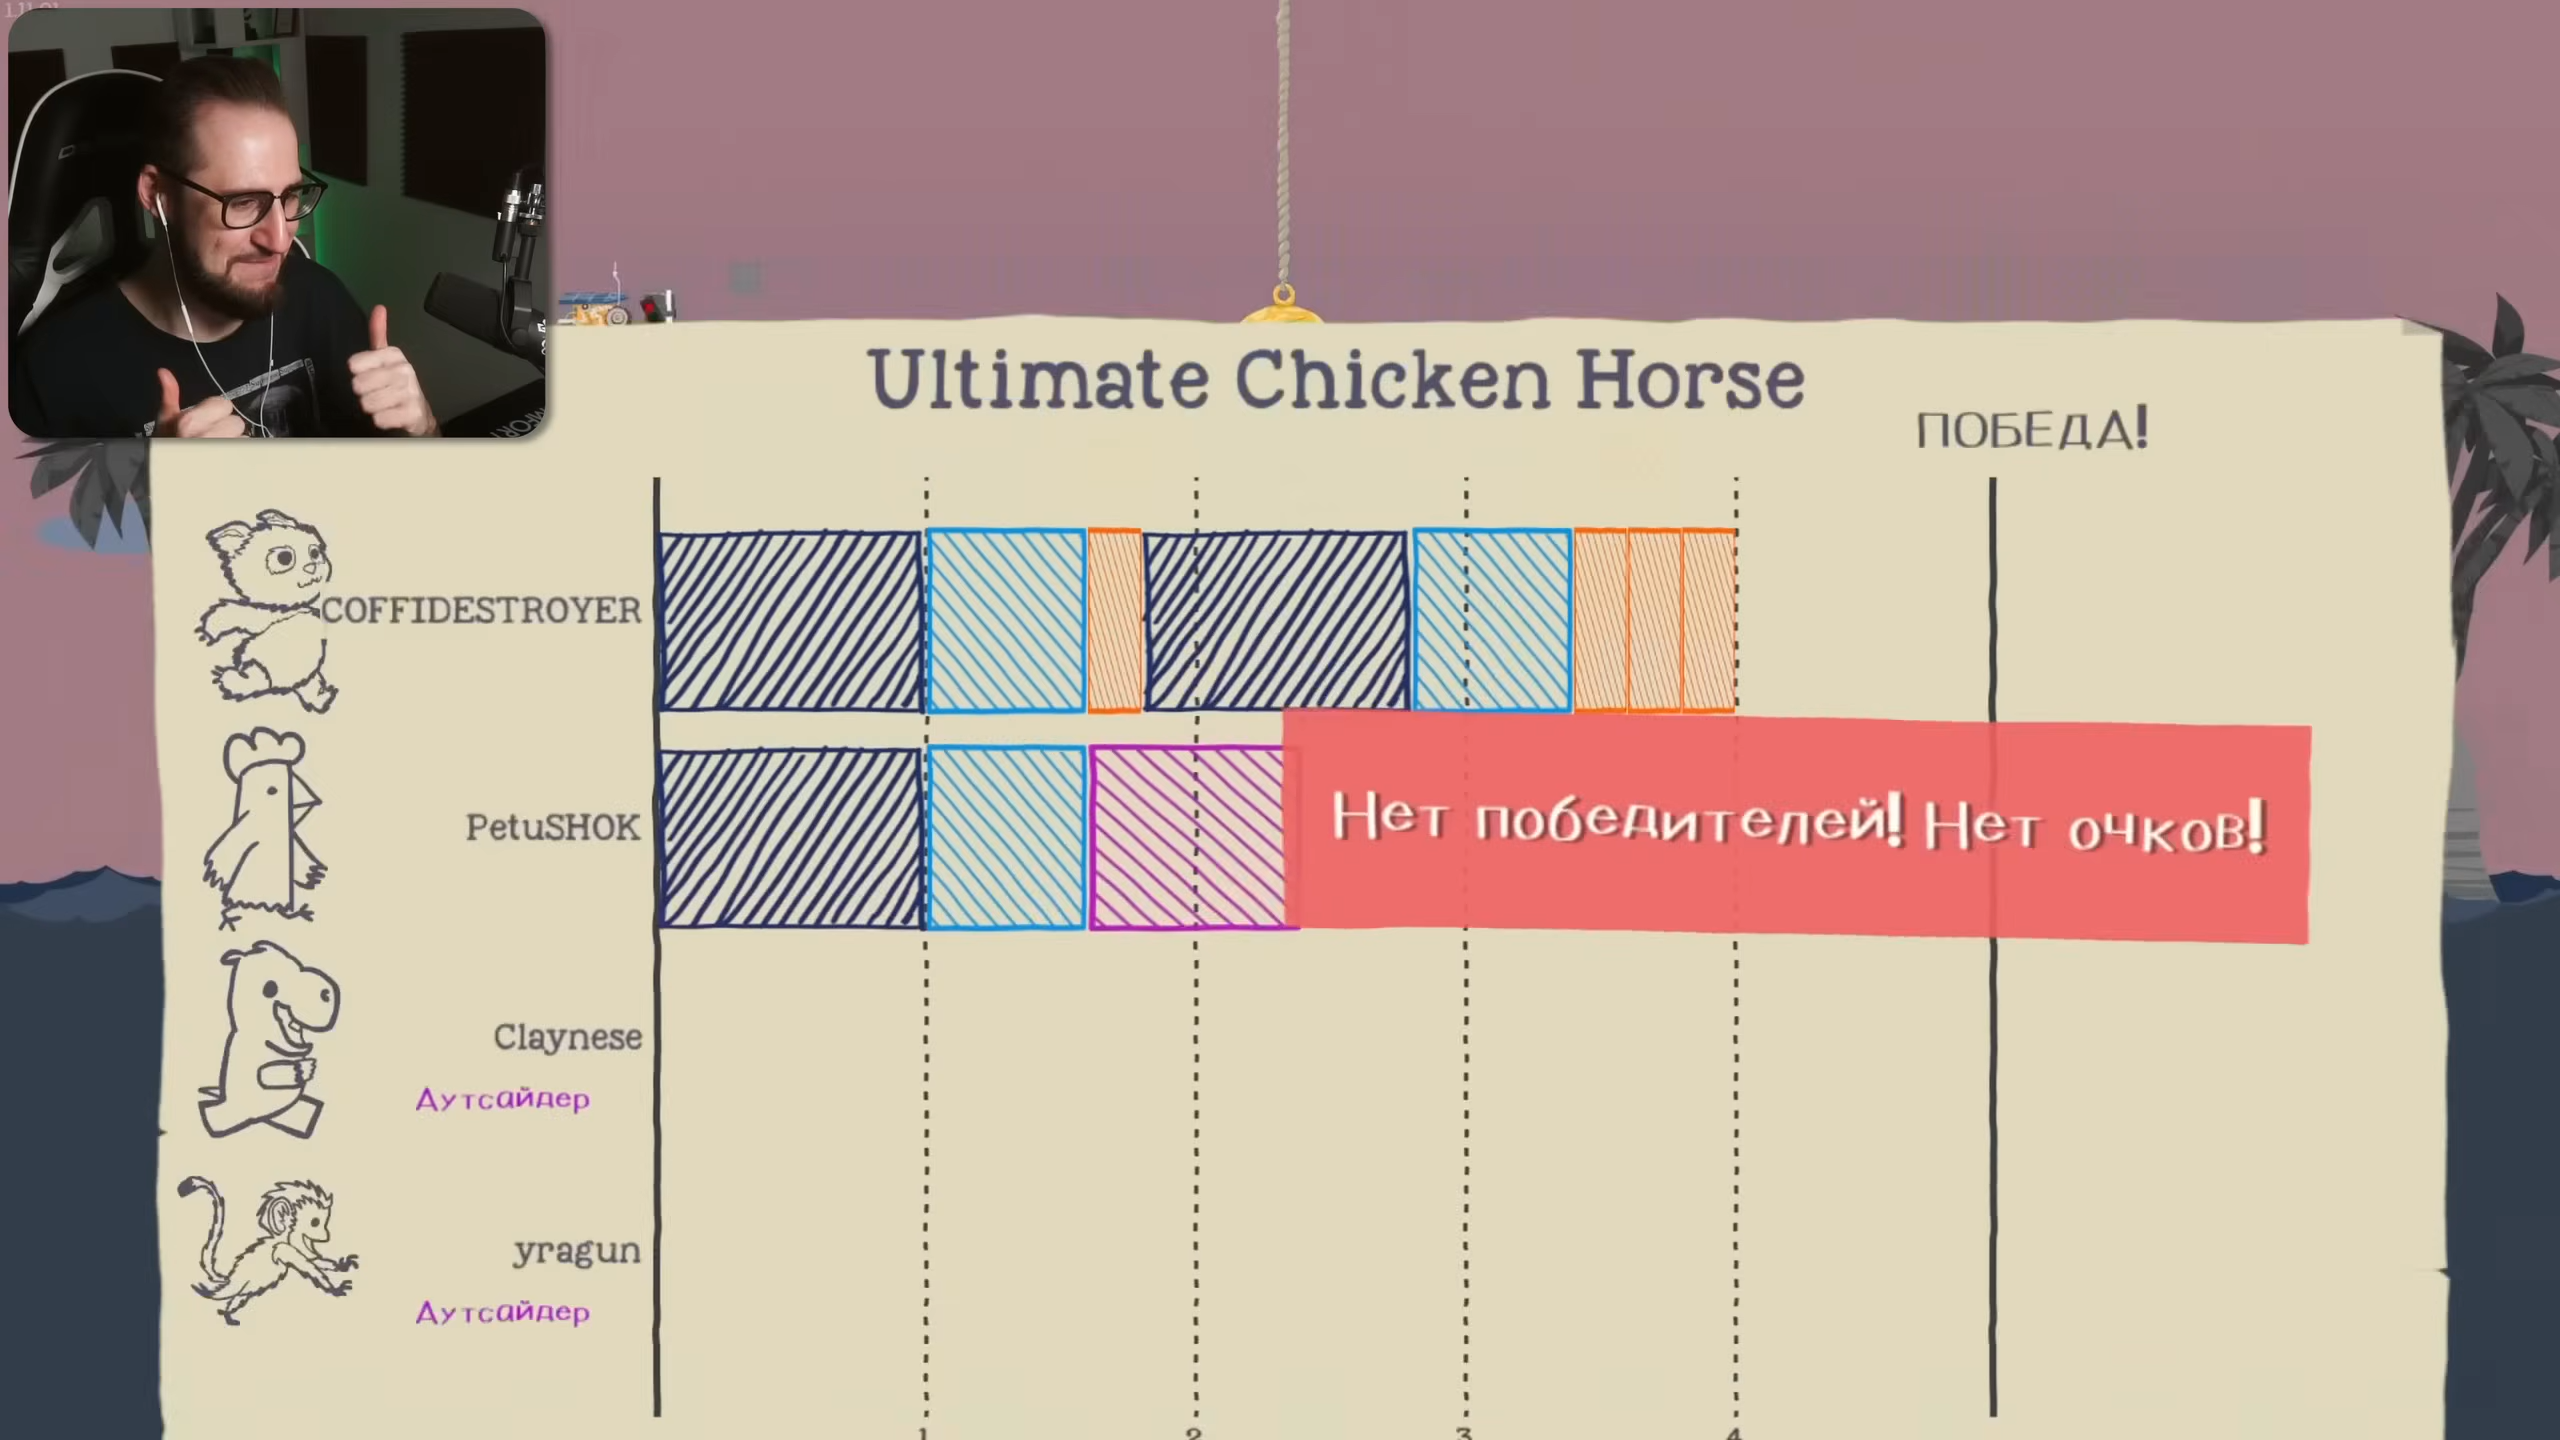 Ultimate Chicken Horse
ПОБЕДА!
COFFIDESTROYER
PetuSHOK
Нет победителей! Нет очков!
Claynese
Аутсайдер
yragun
Аутсайдер
1 2 3 4